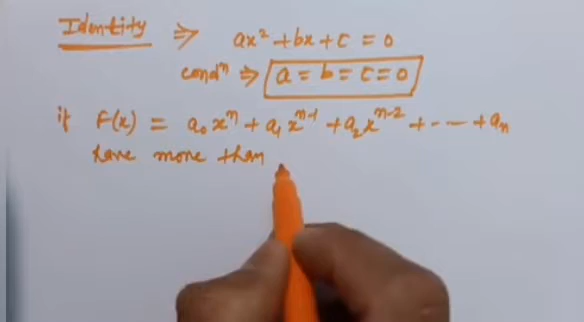 Identity ⇒ ax² + bx + c = 0
condⁿ ⇒ a = b = c = 0
if F(x) = a₀xⁿ + a₁xⁿ⁻¹ + a₂xⁿ⁻² + - - - + aₙ
have more than